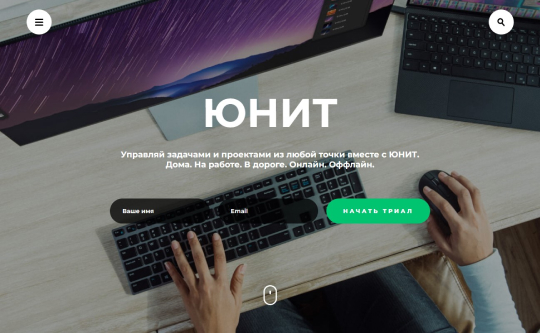 ЮНИТ
Управляй задачами и проектами из любой точки вместе с ЮНИТ.
Дома. На работе. В дороге. Онлайн. Оффлайн.
Ваше имя
Email
НАЧАТЬ ТРИАЛ